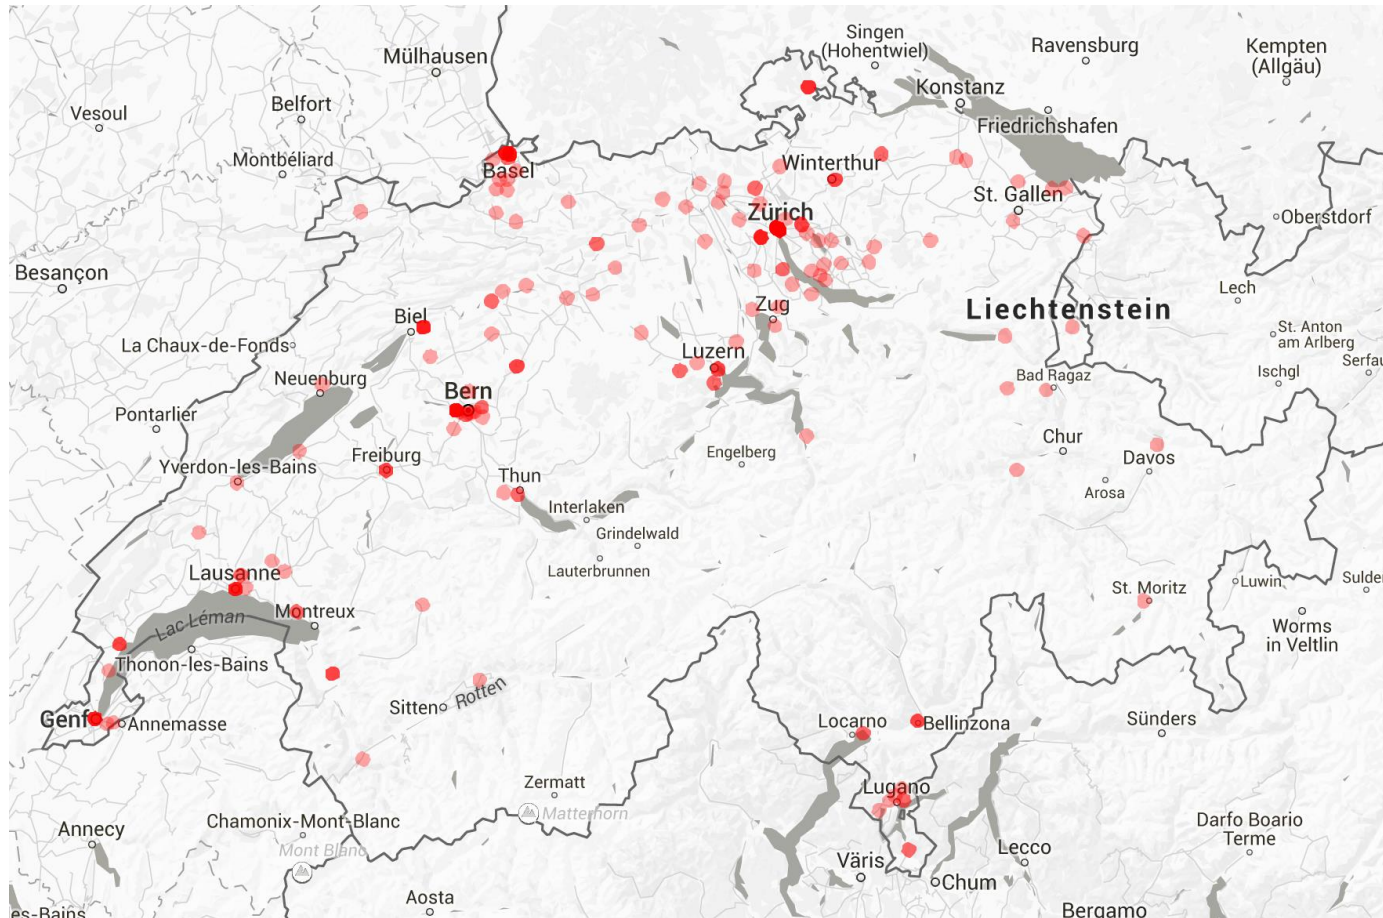 Singen
(Hohentwiel)
Ravensburg
Kempten
(Allgäu)
Mülhausen
Konstanz
Vesoul
Belfort
Friedrichshafen
Montbéliard
Basel
Winterthur
St. Gallen
Zürich
Oberstdorf
Besançon
Lech
Zug
Liechtenstein
Biel
St. Anton
am Arlberg
La Chaux-de-Fonds
Luzern
Serfau
Neuenburg
Bad Ragaz
Ischgl
Bern
Pontarlier
Chur
Engelberg
Freiburg
Davos
Yverdon-les-Bains
Thun
Arosa
Interlaken
Grindelwald
Lausanne
Lauterbrunnen
St. Moritz
Luwin
Sulde
Montreux
Lac Léman
Worms
in Veltlin
Thonon-les-Bains
Rotten
Sitten
Genf
Annemasse
Locarno
Bellinzona
Sünders
Zermatt
Lugano
Matterhorn
Annecy
Chamonix-Mont-Blanc
Darfo Boario
Terme
Mont Blanc
Väris
Lecco
Chum
Aosta
Bergamo
es-Bains